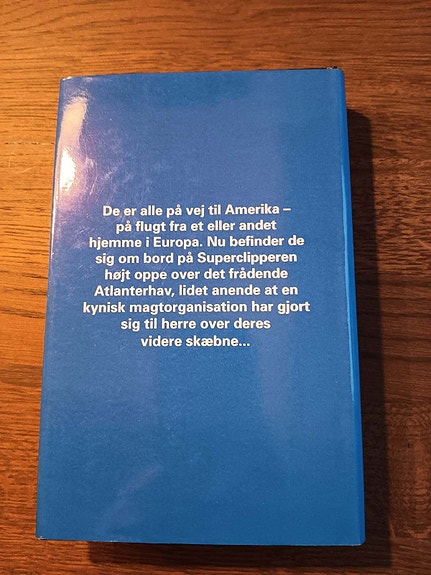 De er alle på vej til Amerika –
på flugt fra et eller andet
hjemme i Europa. Nu befinder de
sig om bord på Superclipperen
højt oppe over det frådende
Atlanterhav, lidet anende at en
kynisk magtorganisation har gjort
sig til herre over deres
videre skæbne...